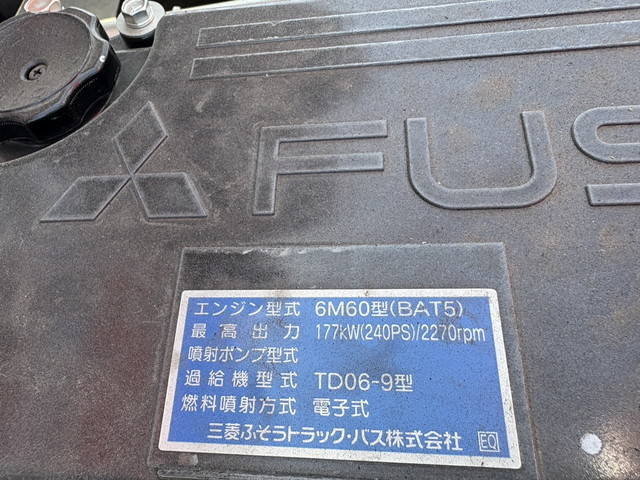 FUS
エンジン型式 6M60型(BAT5)
最高出力 177kW(240PS)/2270rpm
噴射ポンプ型式
過給機型式 TD06-9型
燃料噴射方式 電子式
三菱ふそうトラック・バス株式会社 EQ